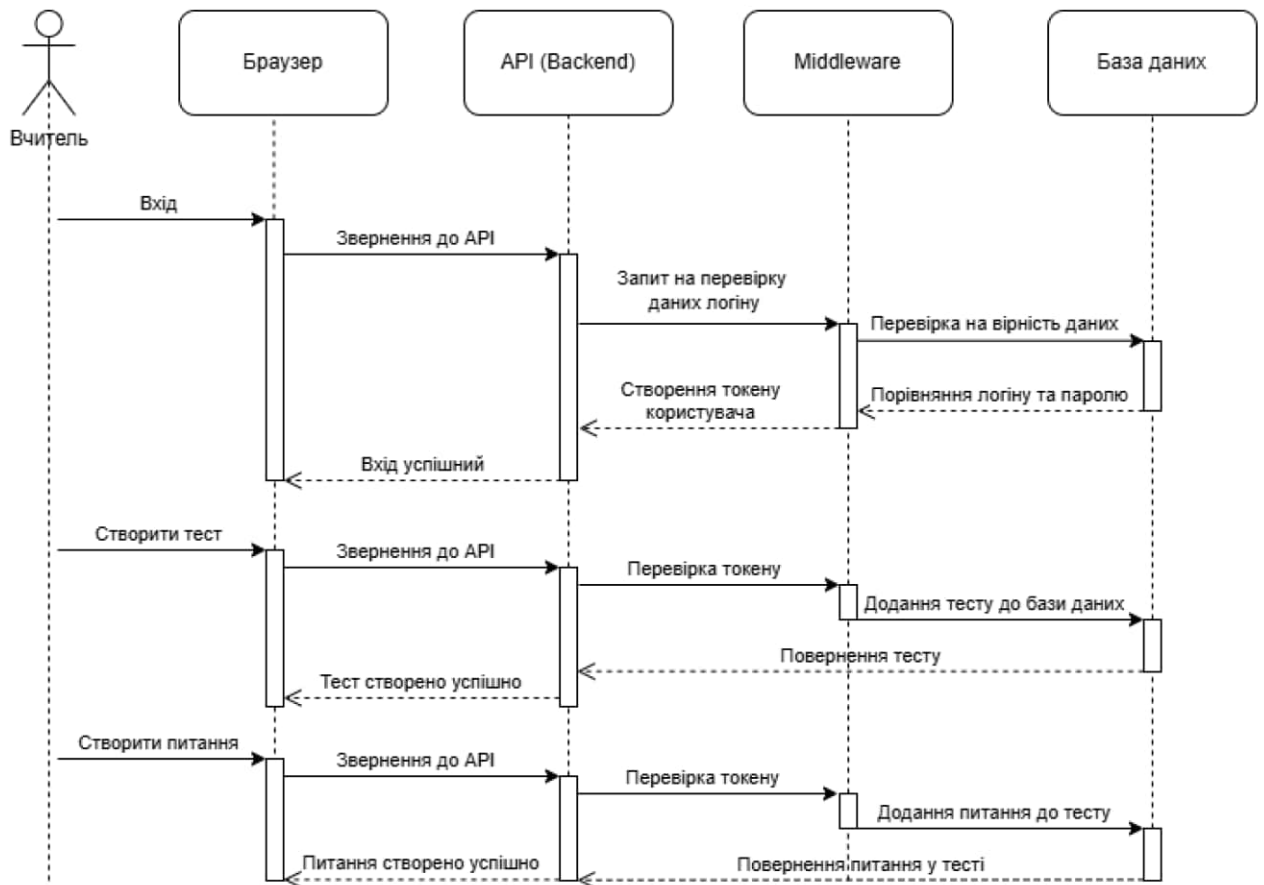 Браузер
API (Backend)
Middleware
База даних
Вчитель
Вхід
Звернення до API
Запит на перевірку
даних логіну
Перевірка на вірність даних
Створення токену
користувача
Порівняння логіну та паролю
Вхід успішний
Створити тест
Звернення до API
Перевірка токену
Додання тесту до бази даних
Повернення тесту
Тест створено успішно
Створити питання
Звернення до API
Перевірка токену
Додання питання до тесту
Питання створено успішно
Повернення питання у тесті